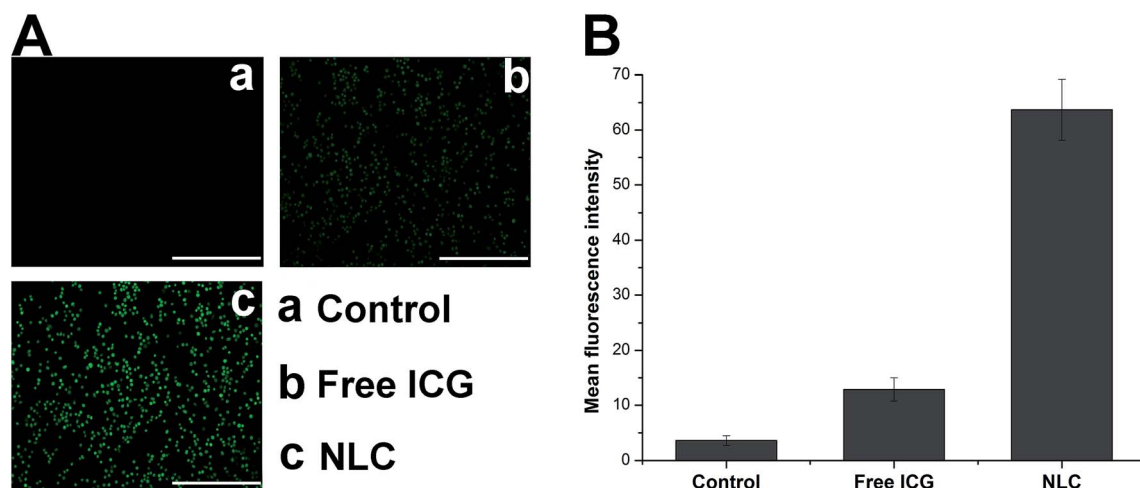 A
a
b
c
a Control
b Free ICG
c NLC
B
Mean fluorescence intensity
70
60
50
40
30
20
10
0
Control
Free ICG
NLC